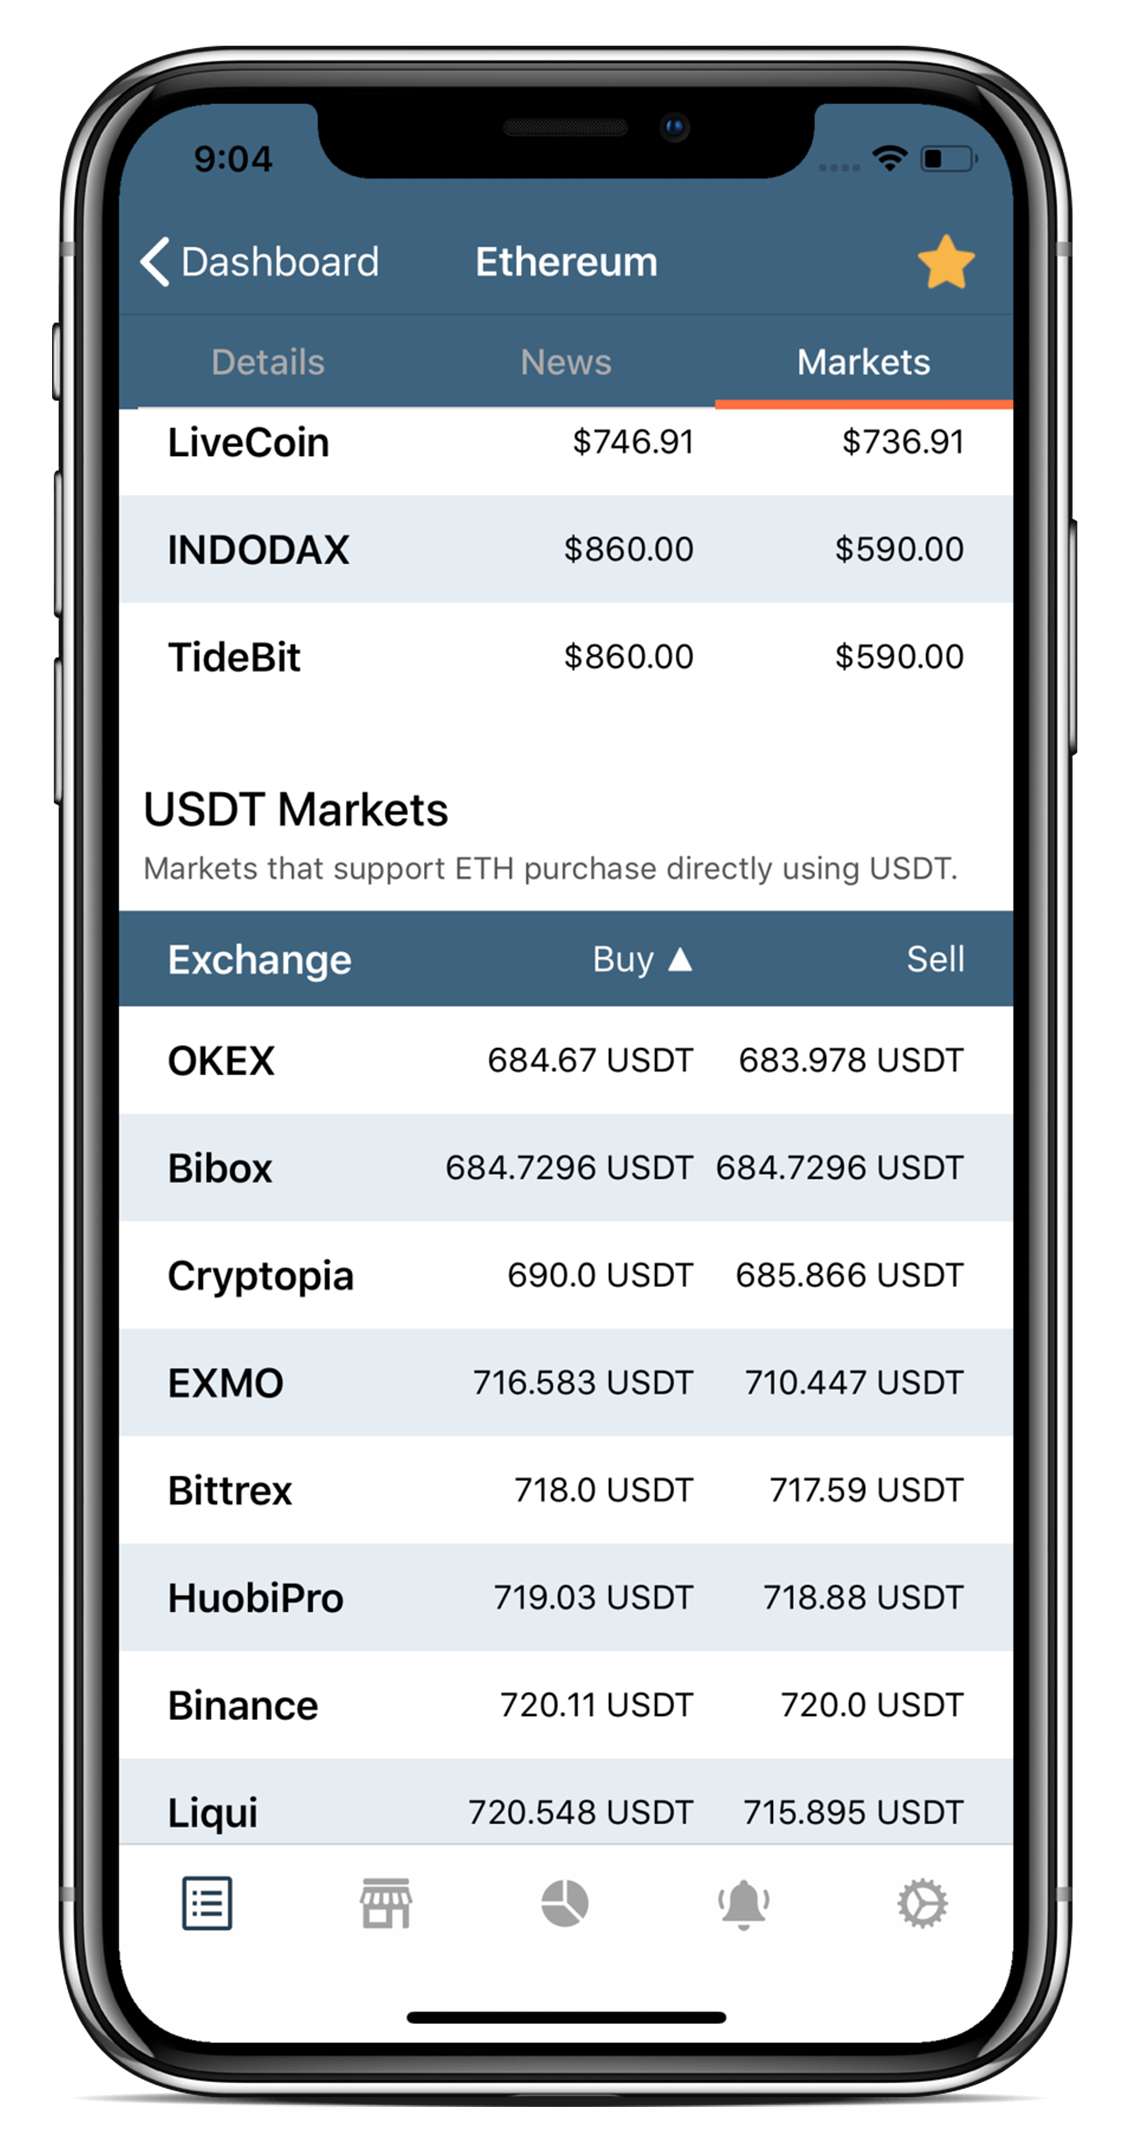 9:04
Dashboard Ethereum
Details News Markets
LiveCoin $746.91 $736.91
INDODAX $860.00 $590.00
TideBit $860.00 $590.00
USDT Markets
Markets that support ETH purchase directly using USDT.
Exchange Buy ▲ Sell
OKEX 684.67 USDT 683.978 USDT
Bibox 684.7296 USDT 684.7296 USDT
Cryptopia 690.0 USDT 685.866 USDT
EXMO 716.583 USDT 710.447 USDT
Bittrex 718.0 USDT 717.59 USDT
HuobiPro 719.03 USDT 718.88 USDT
Binance 720.11 USDT 720.0 USDT
Liqui 720.548 USDT 715.895 USDT